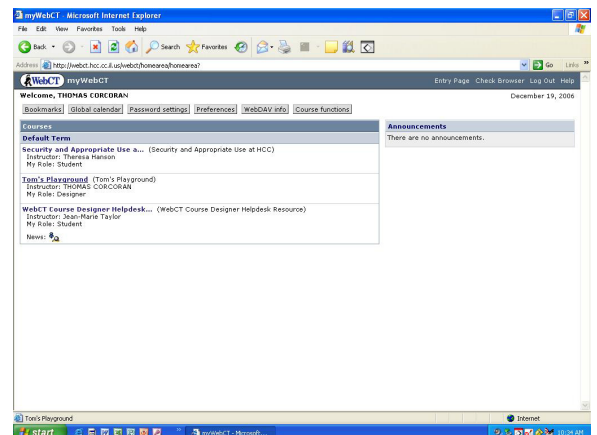 myWebCT - Microsoft Internet Explorer
File Edit View Favorites Tools Help
Back Search Favorites
Address http://webct.hcc.cc.il.us/webct/homearea/homearea? Go Links »
WebCT myWebCT Entry Page Check Browser Log Out Help
Welcome, THOMAS CORCORAN December 19, 2006
Bookmarks Global calendar Password settings Preferences WebDAV info Course functions
Courses
Default Term
Security and Appropriate Use a... (Security and Appropriate Use at HCC)
Instructor: Theresa Hanson
My Role: Student
Tom's Playground (Tom's Playground)
Instructor: THOMAS CORCORAN
My Role: Designer
WebCT Course Designer Helpdesk... (WebCT Course Designer Helpdesk Resource)
Instructor: Jean-Marie Taylor
My Role: Student
News:
Announcements
There are no announcements.
Tom's Playground Internet
start myWebCT - Microsoft... 10:34 AM